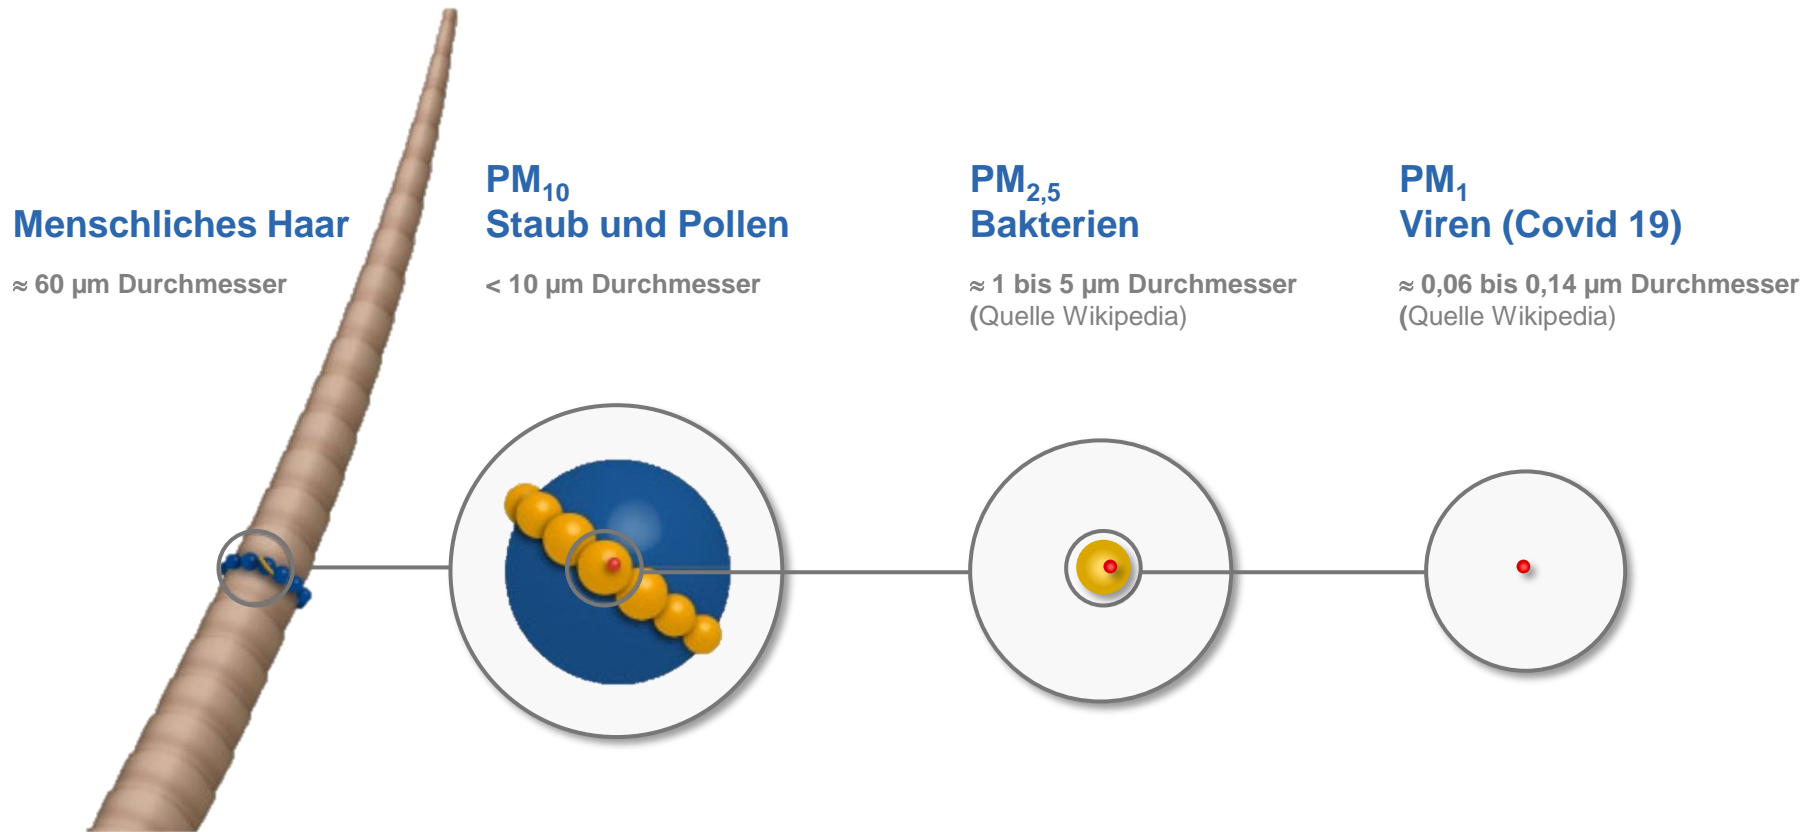 Menschliches Haar
≈ 60 µm Durchmesser
PM10
Staub und Pollen
< 10 µm Durchmesser
PM2,5
Bakterien
≈ 1 bis 5 µm Durchmesser
(Quelle Wikipedia)
PM1
Viren (Covid 19)
≈ 0,06 bis 0,14 µm Durchmesser
(Quelle Wikipedia)